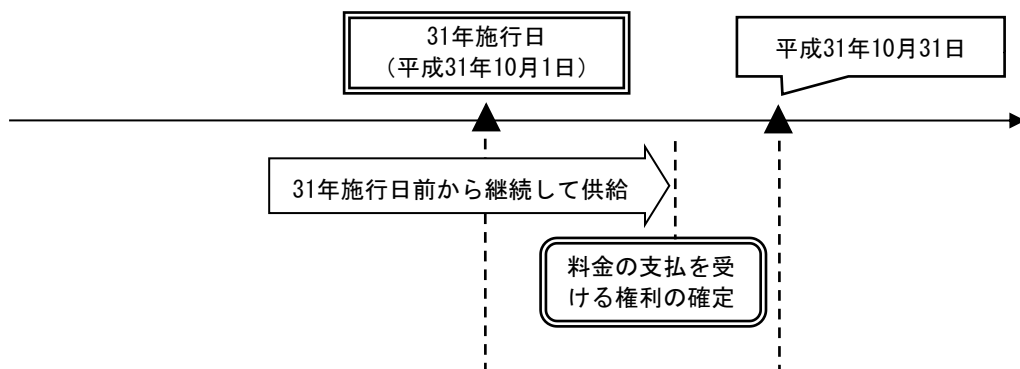 31年施行日
（平成31年10月1日）
平成31年10月31日
31年施行日前から継続して供給
料金の支払を受
ける権利の確定